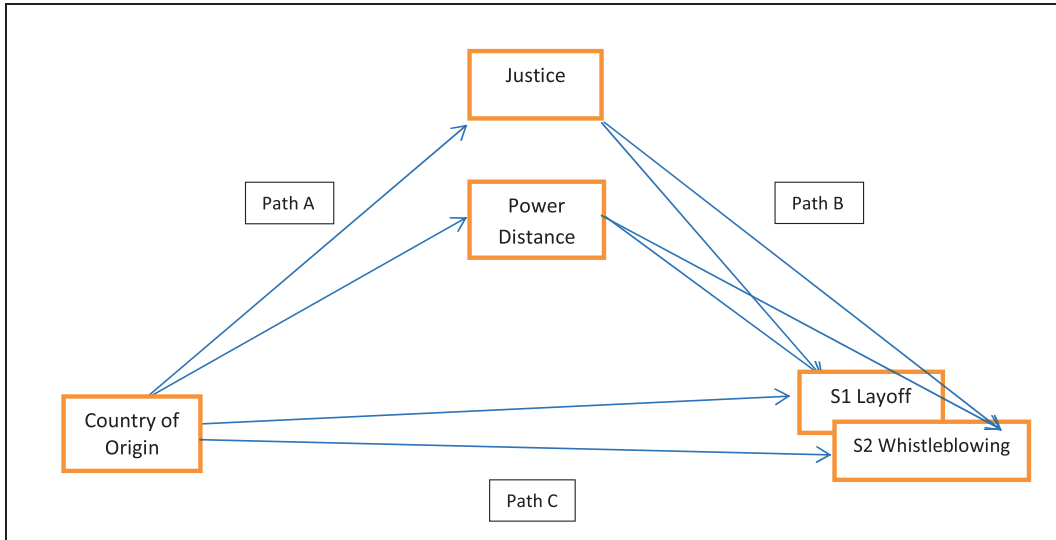 Justice
Path A
Power
Distance
Path B
Country of
Origin
S1 Layoff
S2 Whistleblowing
Path C